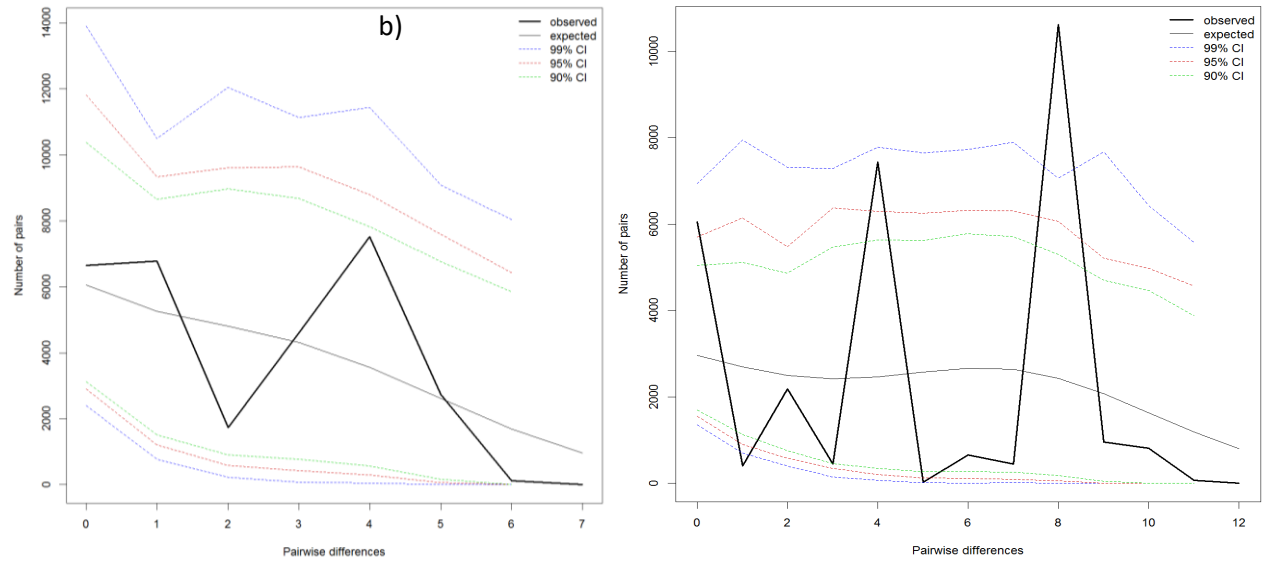 b)
observed
expected
99% CI
95% CI
90% CI
14000
12000
10000
8000
6000
4000
2000
0
Number of pairs
0 1 2 3 4 5 6 7
Pairwise differences
observed
expected
99% CI
95% CI
90% CI
10000
8000
6000
4000
2000
0
Number of pairs
0 2 4 6 8 10 12
Pairwise differences